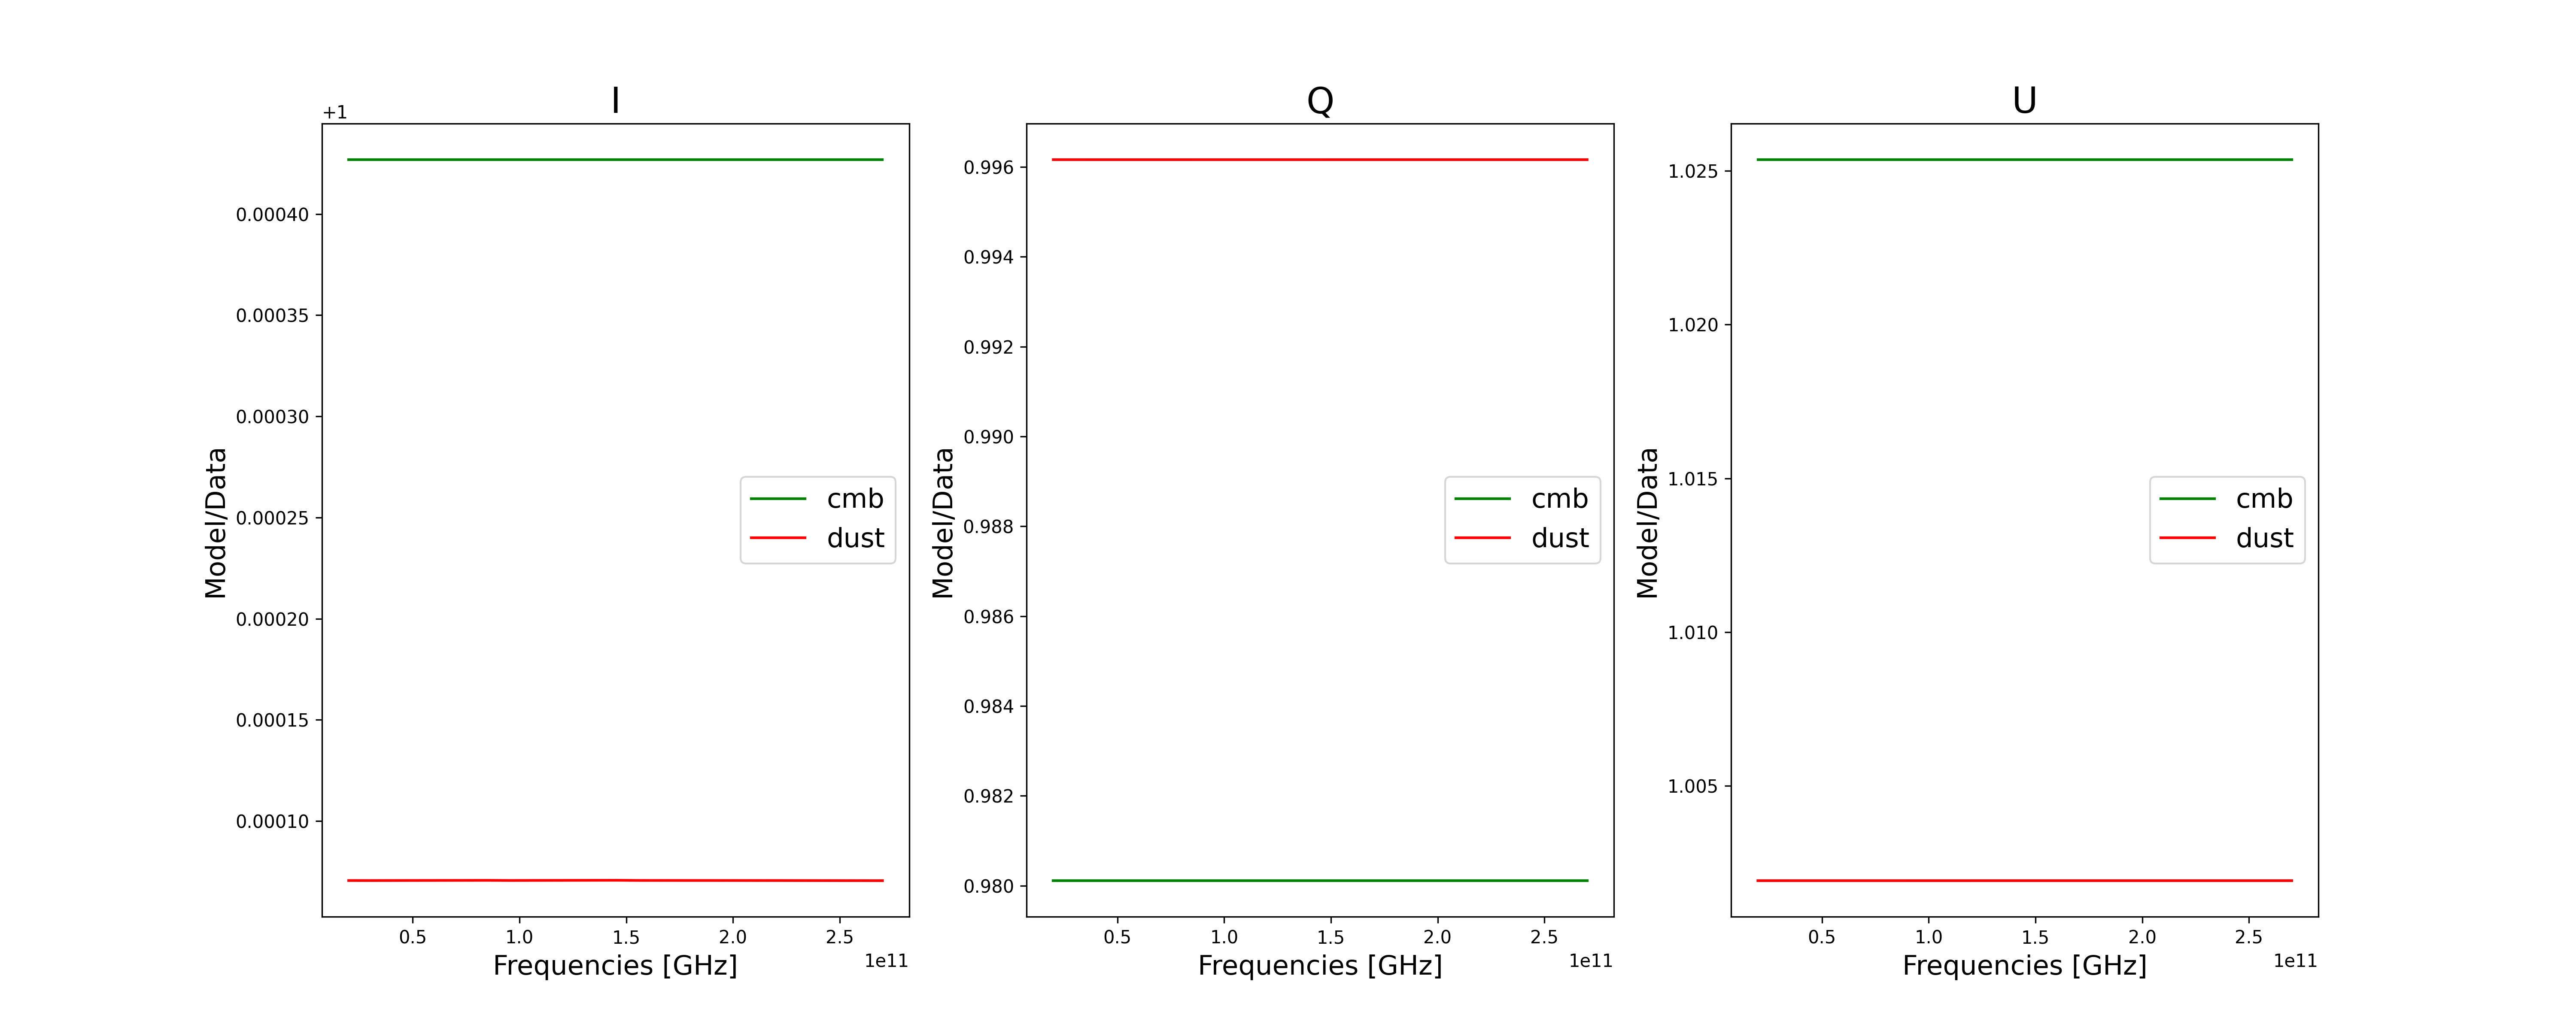 I
+1
0.00040
0.00035
0.00030
0.00025
0.00020
0.00015
0.00010
Model/Data
cmb
dust
0.5 1.0 1.5 2.0 2.5
1e11
Frequencies [GHz]
Q
0.996
0.994
0.992
0.990
0.988
0.986
0.984
0.982
0.980
Model/Data
cmb
dust
0.5 1.0 1.5 2.0 2.5
1e11
Frequencies [GHz]
U
1.025
1.020
1.015
1.010
1.005
Model/Data
cmb
dust
0.5 1.0 1.5 2.0 2.5
1e11
Frequencies [GHz]